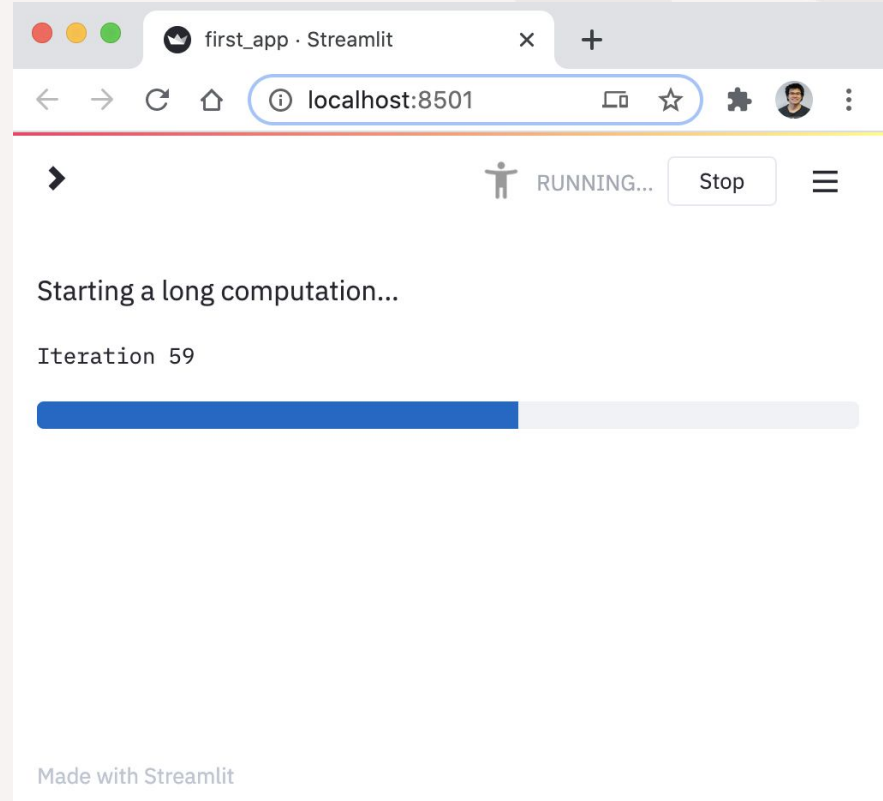 first_app · Streamlit
localhost:8501
RUNNING... Stop
Starting a long computation...
Iteration 59
Made with Streamlit